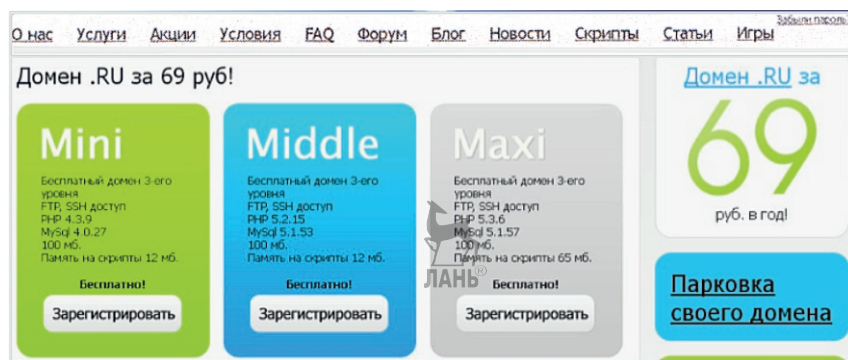 Забыли пароль
О нас Услуги Акции Условия FAQ Форум Блог Новости Скрипты Статьи Игры
Домен .RU за 69 руб!
Mini
Бесплатный домен 3-его
уровня
FTP, SSH доступ
PHP 4.3.9
MySql 4.0.27
100 мб.
Память на скрипты 12 мб.
Бесплатно!
Зарегистрировать
Middle
Бесплатный домен 3-его
уровня
FTP, SSH доступ
PHP 5.2.15
MySql 5.1.53
100 мб.
Память на скрипты 12 мб.
Бесплатно!
Зарегистрировать
Maxi
Бесплатный домен 3-его
уровня
FTP, SSH доступ
PHP 5.3.6
MySql 5.1.57
100 мб.
Память на скрипты 65 мб.
Бесплатно!
Зарегистрировать
ЛАНЬ®
Домен .RU за
69
руб. в год!
Парковка
своего домена